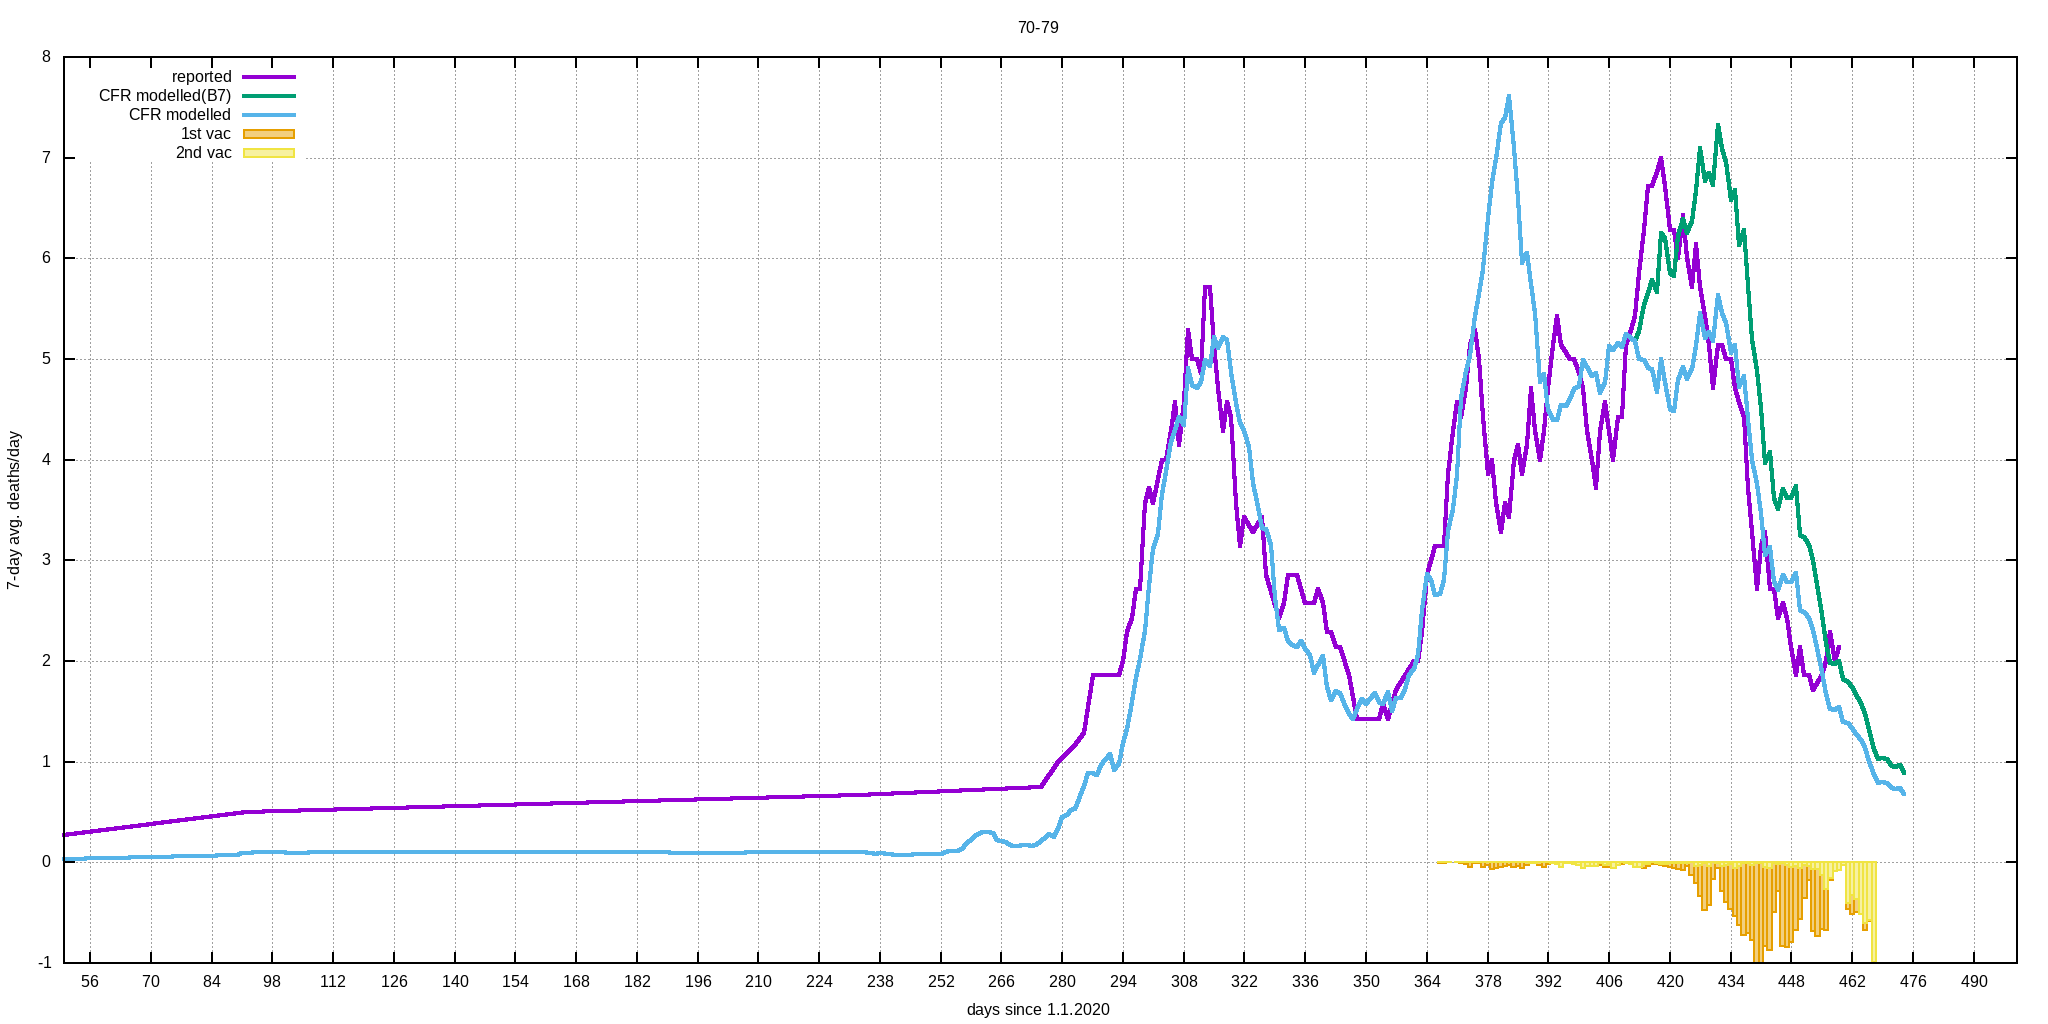 70-79
reported
CFR modelled(B7)
CFR modelled
1st vac
2nd vac
8
7
6
5
4
3
2
1
0
-1
7-day avg. deaths/day
56 70 84 98 112 126 140 154 168 182 196 210 224 238 252 266 280 294 308 322 336 350 364 378 392 406 420 434 448 462 476 490
days since 1.1.2020